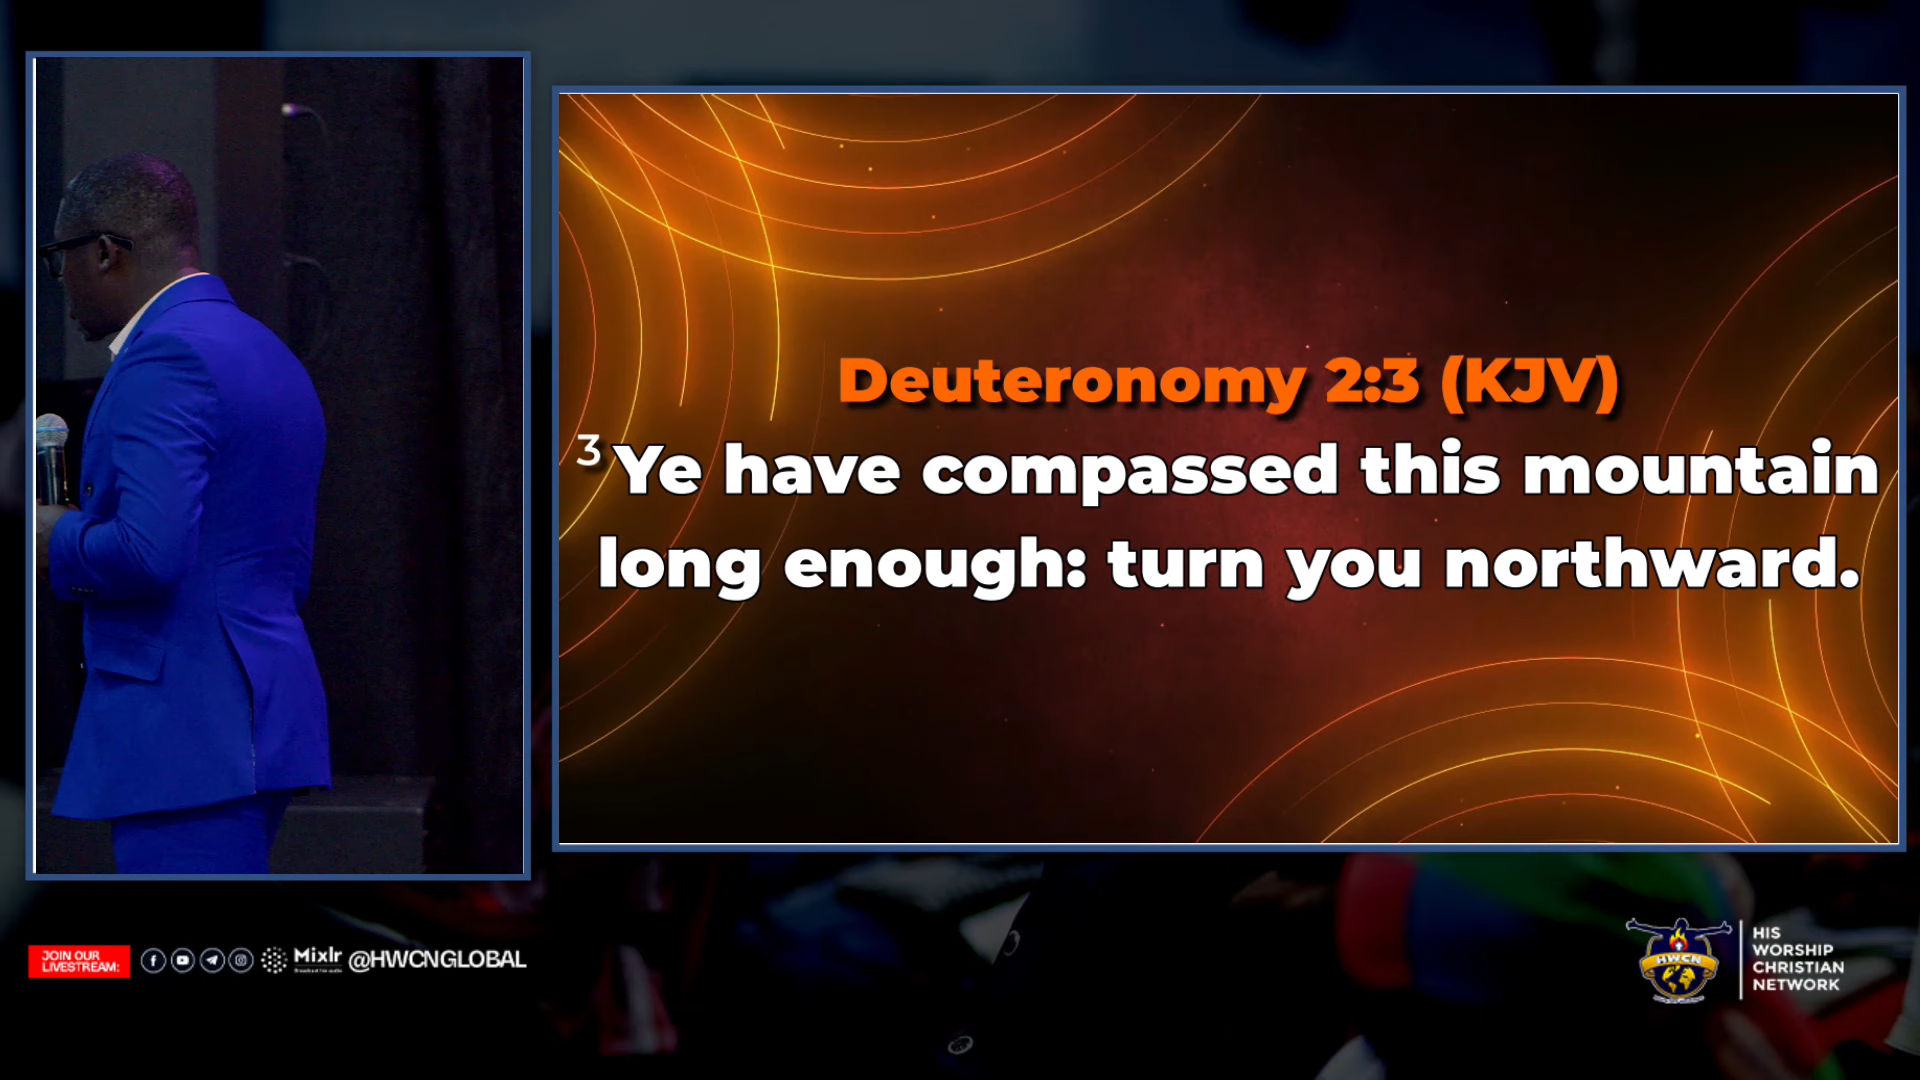 Deuteronomy 2:3 (KJV)
3 Ye have compassed this mountain
long enough: turn you northward.
JOIN OUR
LIVESTREAM:
Mixlr
@HWCNGLOBAL
HWCN
HIS
WORSHIP
CHRISTIAN
NETWORK